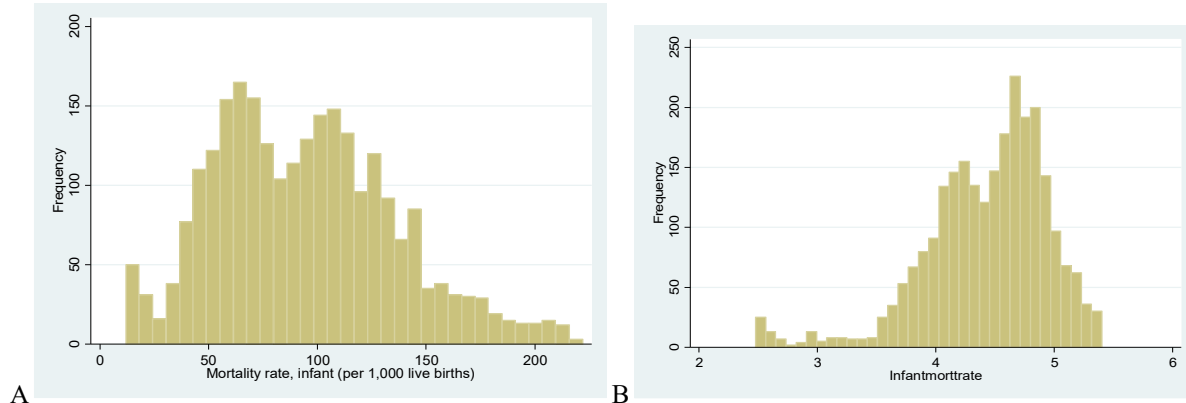 200
150
100
50
0
Frequency
0 50 100 150 200
Mortality rate, infant (per 1,000 live births)
A
250
200
150
100
50
0
Frequency
2 3 4 5 6
Infantmorttrate
B